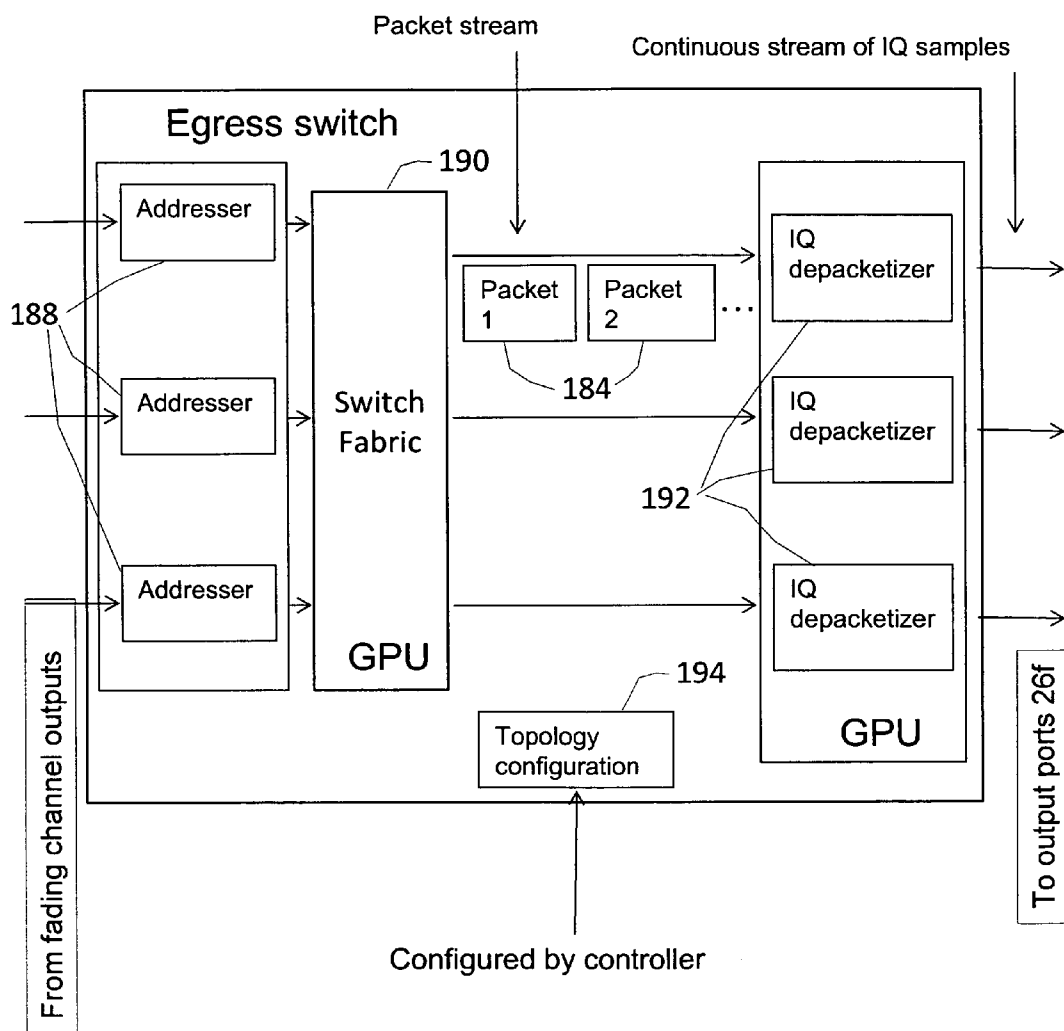 Packet stream
Continuous stream of IQ samples
Egress switch
190
Addresser
IQ
depacketizer
Packet
1
Packet
2
...
188
184
Addresser
Switch
Fabric
IQ
depacketizer
192
Addresser
IQ
depacketizer
GPU
194
GPU
Topology
configuration
From fading channel outputs
To output ports 26f
Configured by controller